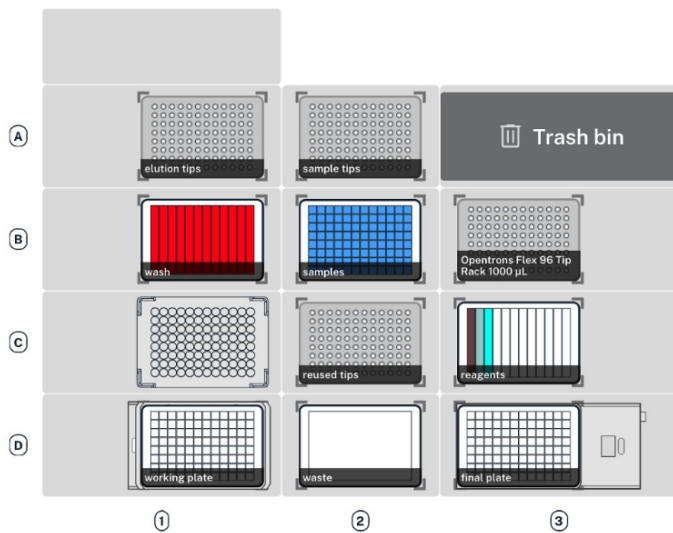 A
elution tips
sample tips
Trash bin
B
wash
samples
Opentrons Flex 96 Tip
Rack 1000 µL
C
reused tips
reagents
D
working plate
waste
final plate
1
2
3